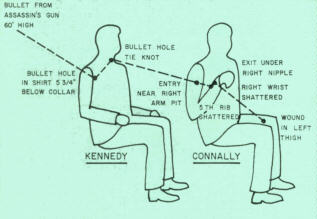 BULLET FROM
ASSASSIN'S GUN
60° HIGH
BULLET HOLE
TIE KNOT
BULLET HOLE
IN SHIRT 5 3/4"
BELOW COLLAR
ENTRY
NEAR RIGHT
ARM PIT
EXIT UNDER
RIGHT NIPPLE
RIGHT WRIST
SHATTERED
5TH RIB
SHATTERED
WOUND
IN LEFT
THIGH
KENNEDY
CONNALLY